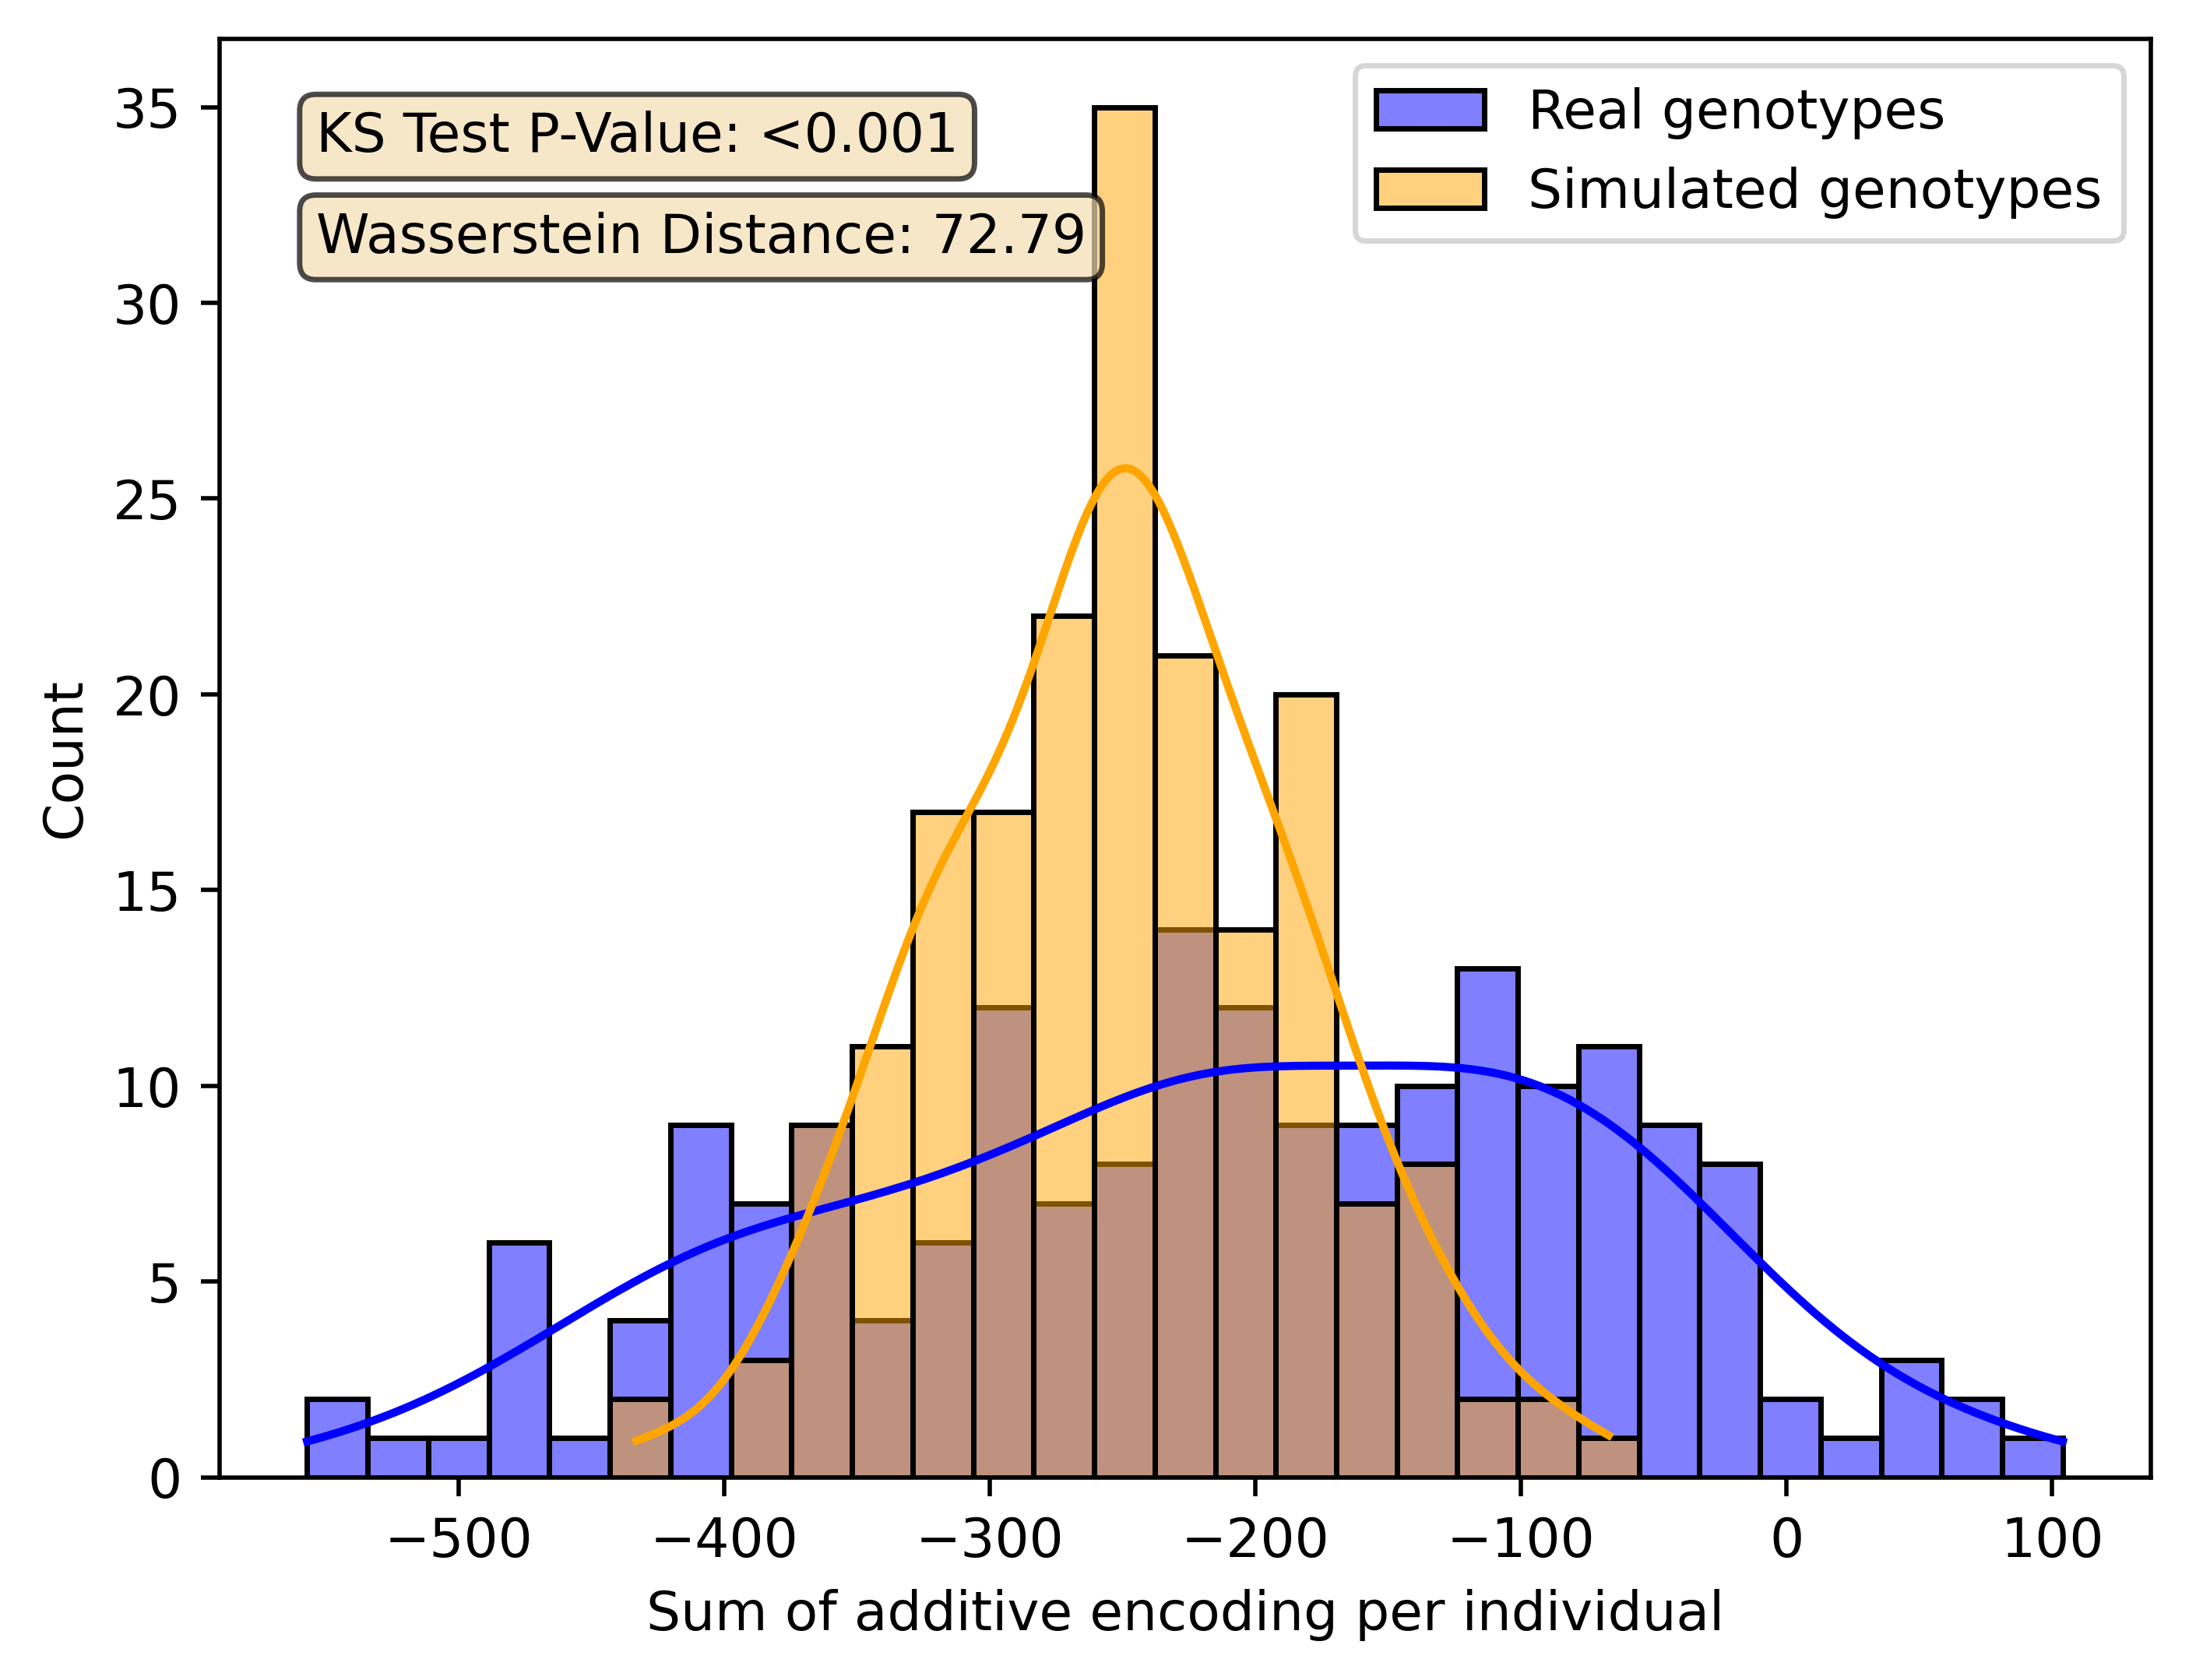 KS Test P-Value: <0.001
Wasserstein Distance: 72.79
Real genotypes
Simulated genotypes
35
30
25
20
15
10
5
0
Count
−500 −400 −300 −200 −100 0 100
Sum of additive encoding per individual